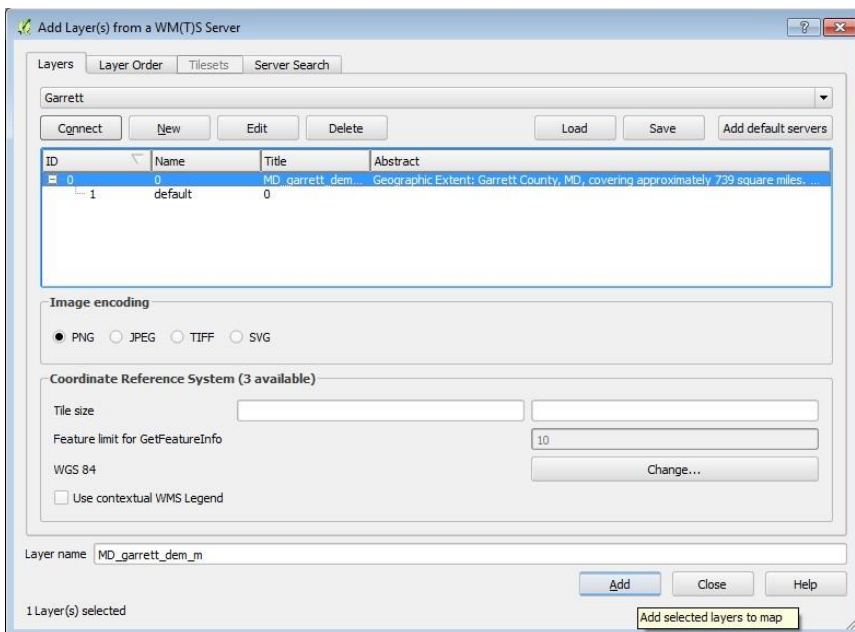 Add Layer(s) from a WM(T)S Server
Layers Layer Order Tilesets Server Search
Garrett
Connect New Edit Delete Load Save Add default servers
ID Name Title Abstract
0 0 MD_garrett_dem... Geographic Extent: Garrett County, MD, covering approximately 739 square miles. ...
1 default 0
Image encoding
PNG JPEG TIFF SVG
Coordinate Reference System (3 available)
Tile size
Feature limit for GetFeatureInfo 10
WGS 84 Change...
Use contextual WMS Legend
Layer name MD_garrett_dem_m
Add Close Help
1 Layer(s) selected
Add selected layers to map